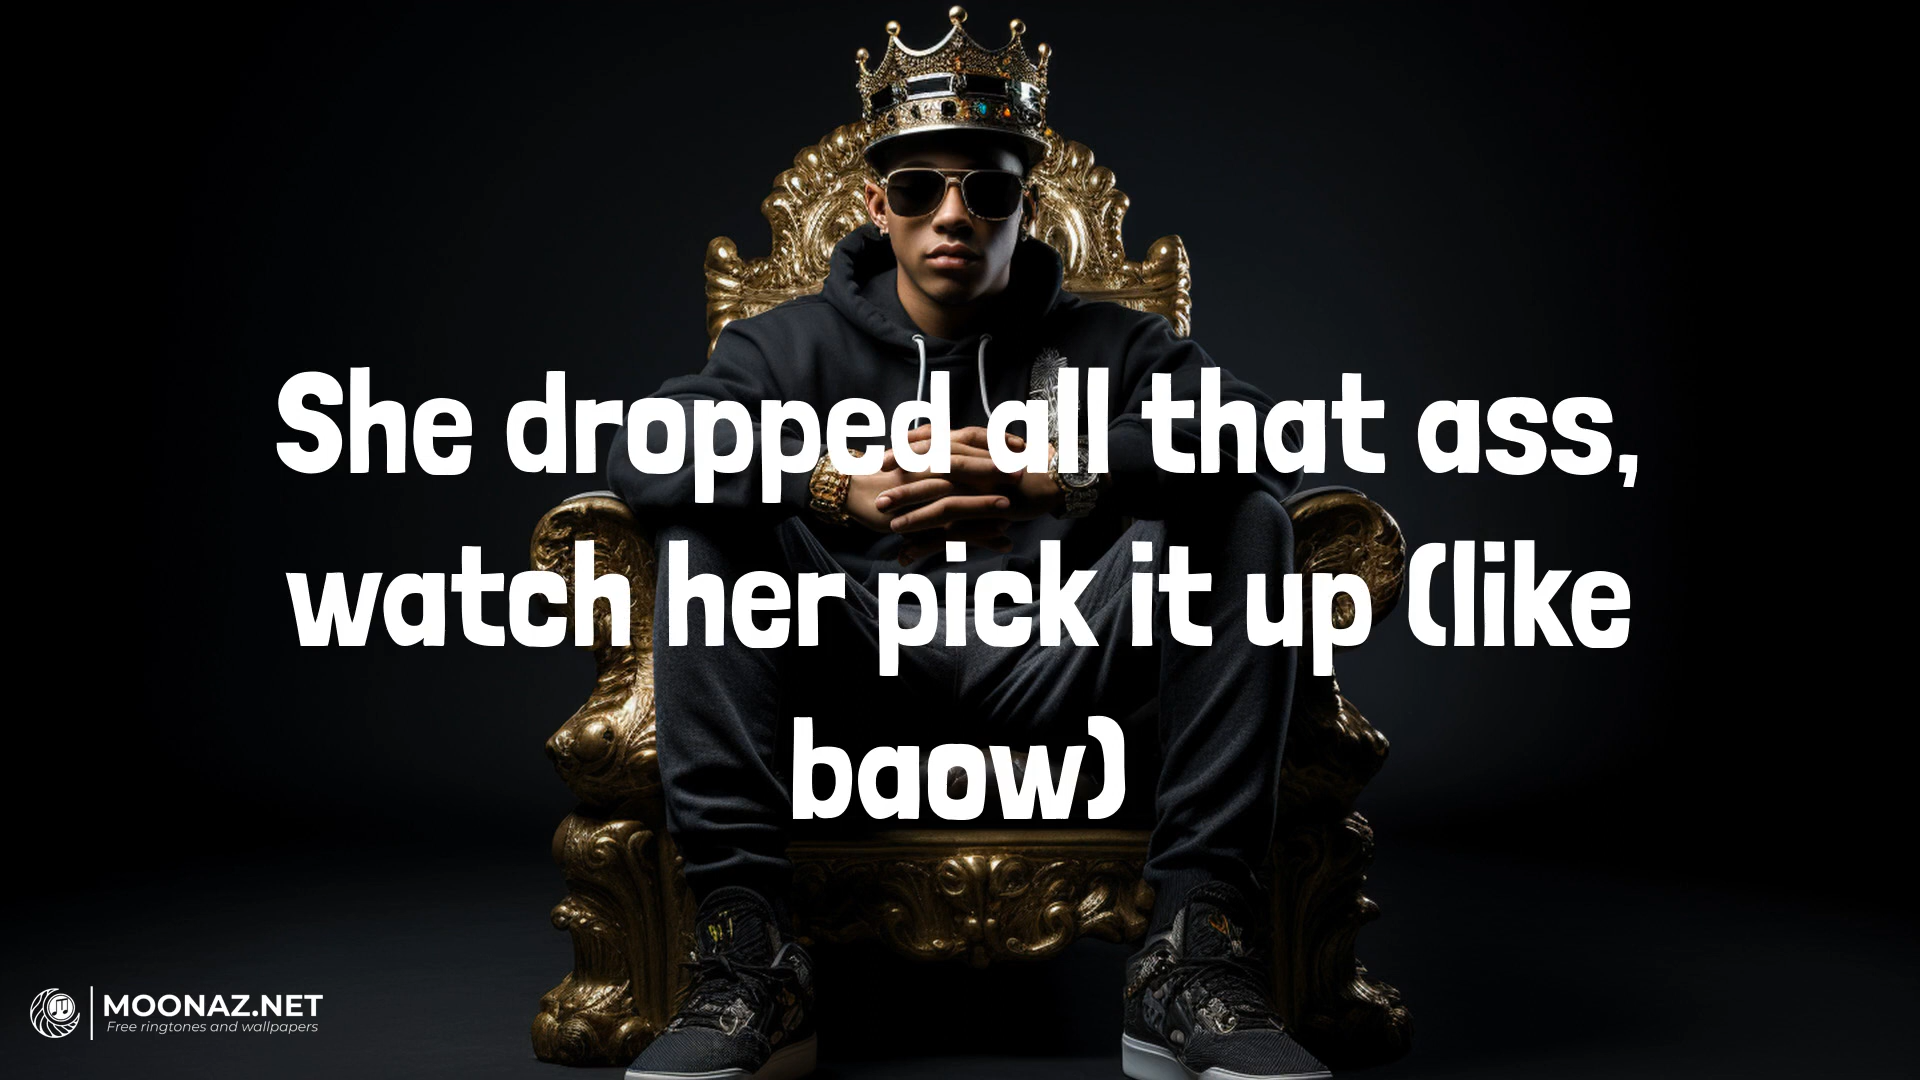 She dropped all that ass,
watch her pick it up (like
baow)
MOONAZ.NET
Free ringtones and wallpapers